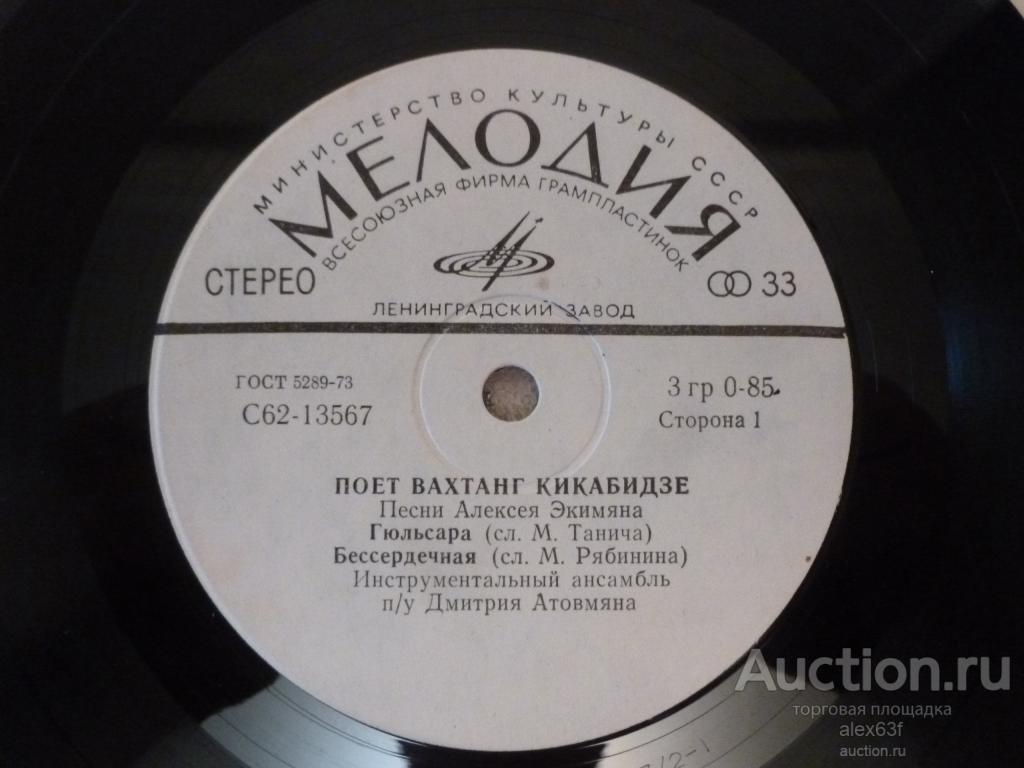 МИНИСТЕРСТВО КУЛЬТУРЫ СССР
МЕЛОДИЯ
ВСЕСОЮЗНАЯ ФИРМА ГРАМПЛАСТИНОК
СТЕРЕО
33
ЛЕНИНГРАДСКИЙ ЗАВОД
ГОСТ 5289-73
3 гр 0-85.
С62-13567
Сторона 1
ПОЕТ ВАХТАНГ КИКАБИДЗЕ
Песни Алексея Экимяна
Гюльсара (сл. М. Танича)
Бессердечная (сл. М. Рябинина)
Инструментальный ансамбль
п/у Дмитрия Атовмяна
Auction.ru
торговая площадка
alex63f
auction.ru